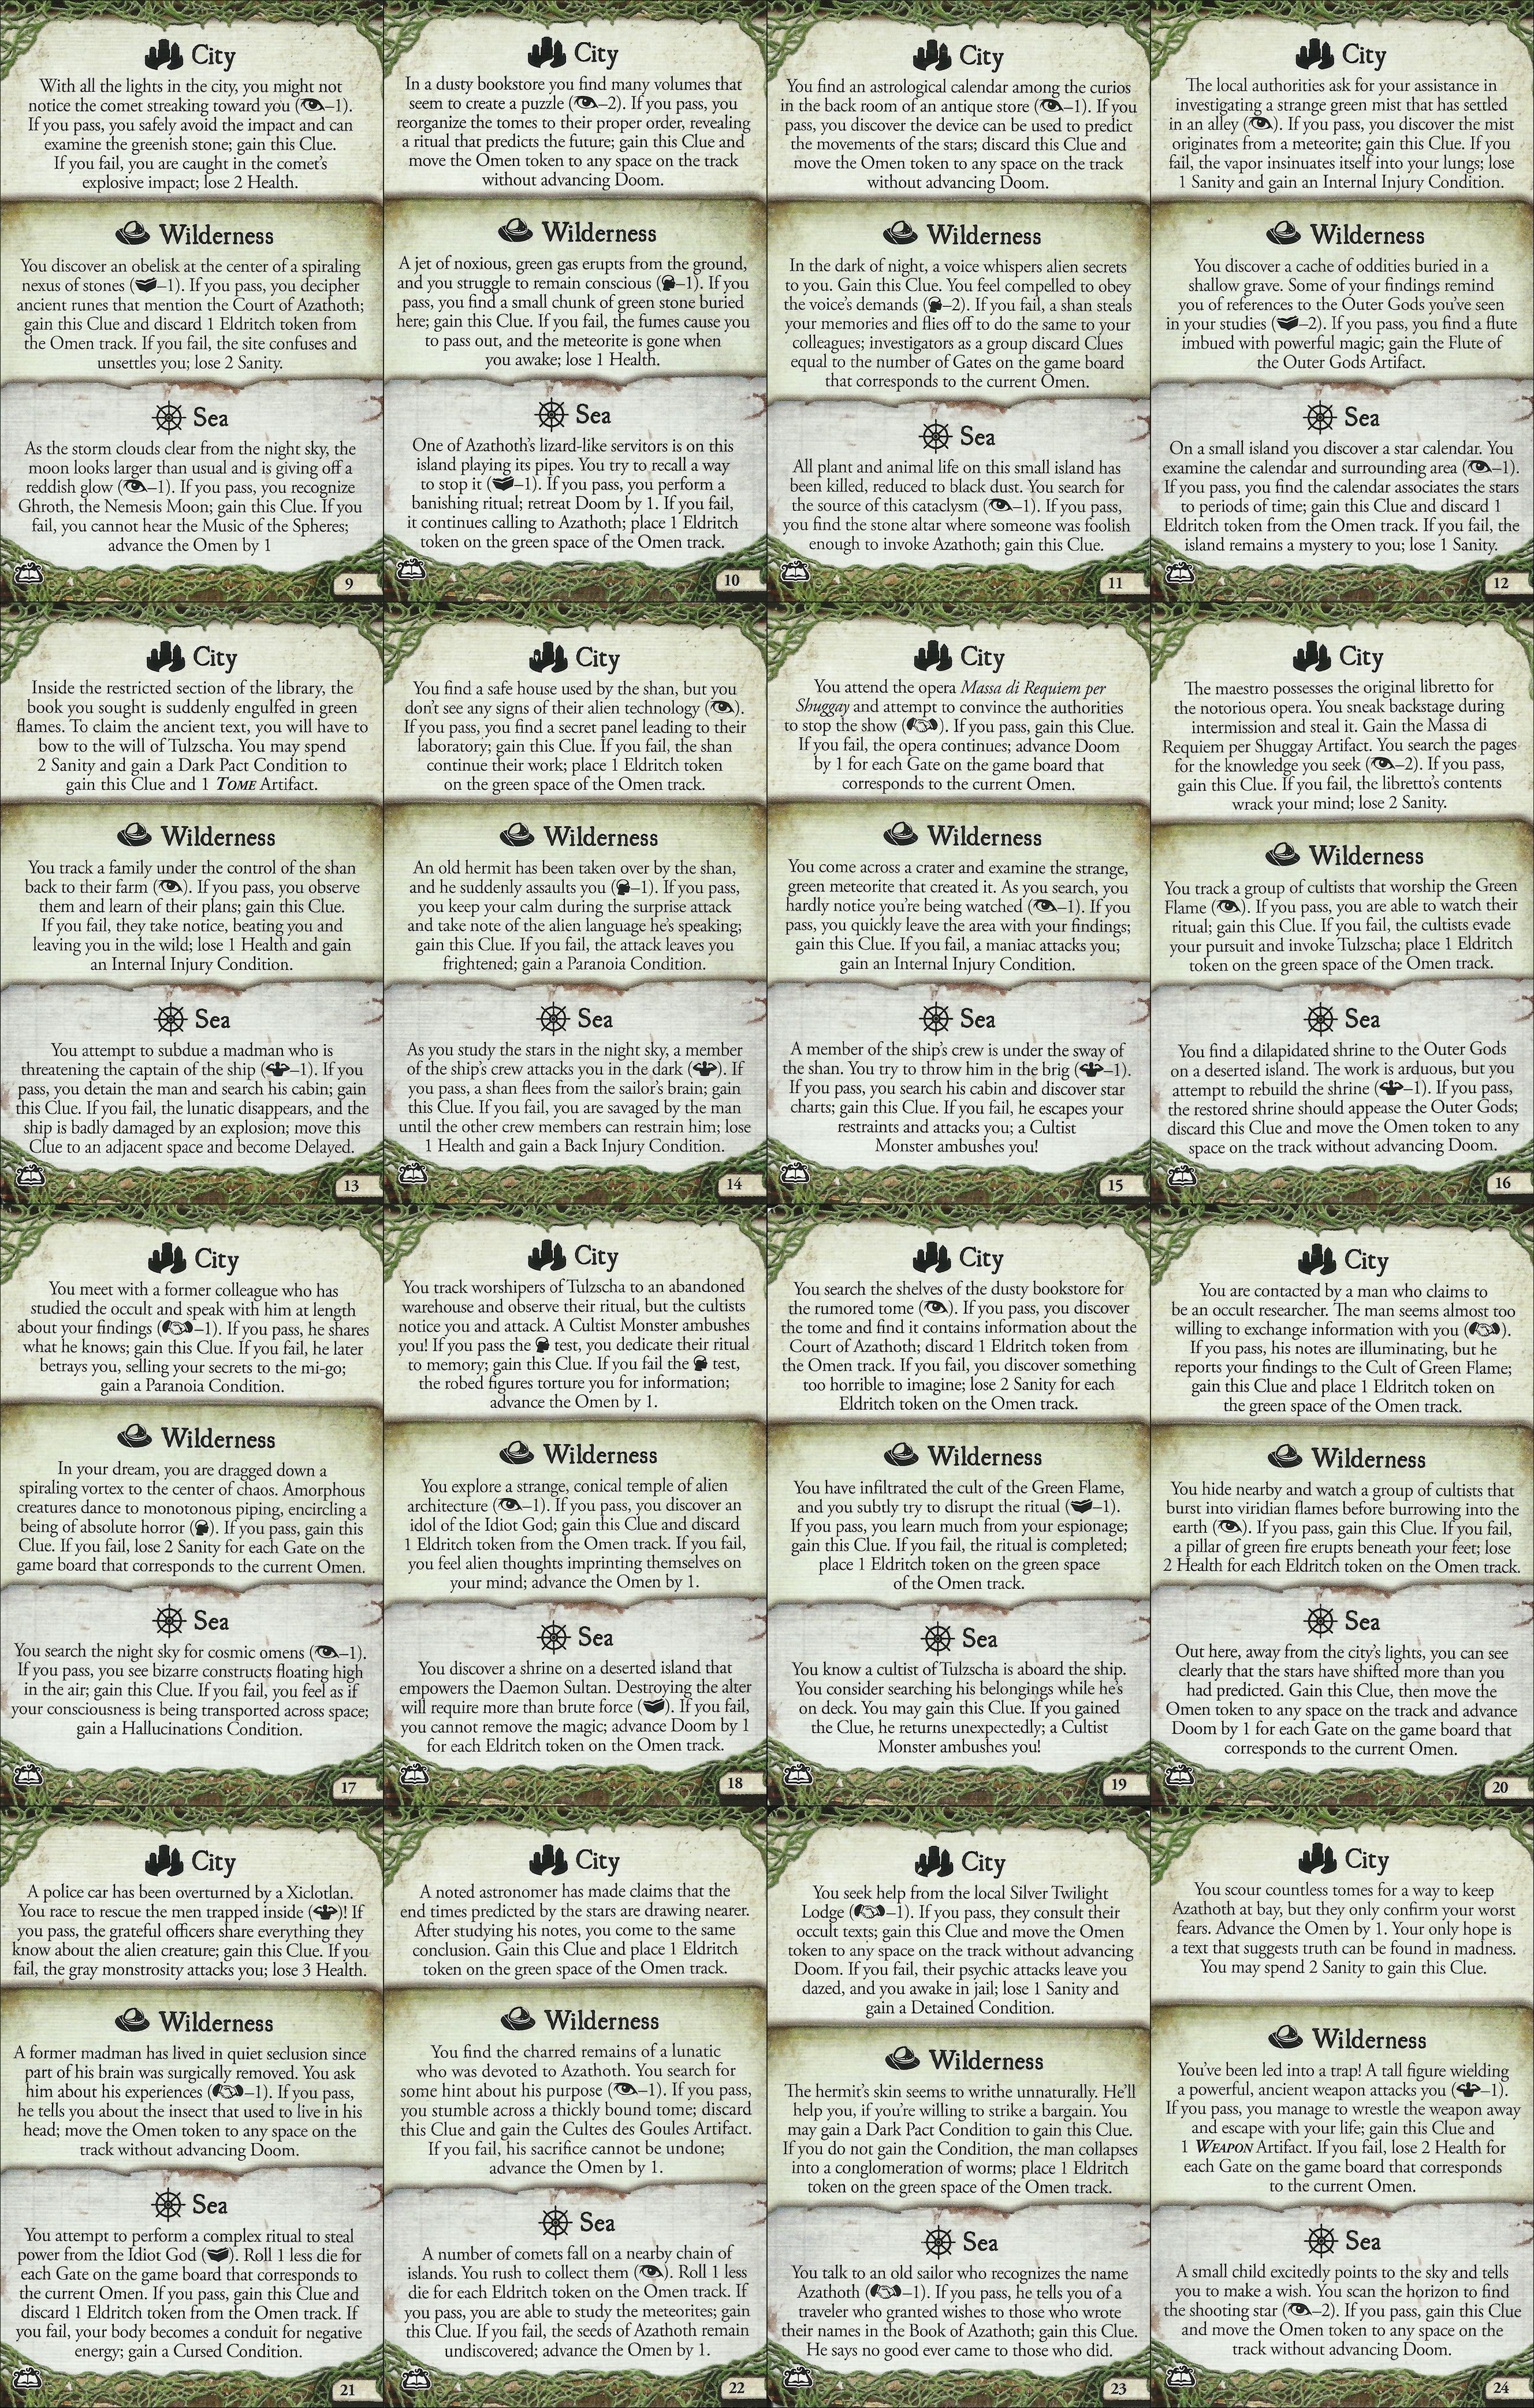 City
With all the lights in the city, you might not
notice the comet streaking toward you (–1).
If you pass, you safely avoid the impact and can
examine the greenish stone; gain this Clue.
If you fail, you are caught in the comet's
explosive impact; lose 2 Health.
Wilderness
You discover an obelisk at the center of a spiraling
nexus of stones (–1). If you pass, you decipher
ancient runes that mention the Court of Azathoth;
gain this Clue and discard 1 Eldritch token from
the Omen track. If you fail, the site confuses and
unsettles you; lose 2 Sanity.
Sea
As the storm clouds clear from the night sky, the
moon looks larger than usual and is giving off a
reddish glow (–1). If you pass, you recognize
Ghroth, the Nemesis Moon; gain this Clue. If you
fail, you cannot hear the Music of the Spheres;
advance the Omen by 1
9
City
In a dusty bookstore you find many volumes that
seem to create a puzzle (–2). If you pass, you
reorganize the tomes to their proper order, revealing
a ritual that predicts the future; gain this Clue and
move the Omen token to any space on the track
without advancing Doom.
Wilderness
A jet of noxious, green gas erupts from the ground,
and you struggle to remain conscious (–1). If you
pass, you find a small chunk of green stone buried
here; gain this Clue. If you fail, the fumes cause you
to pass out, and the meteorite is gone when
you awake; lose 1 Health.
Sea
One of Azathoth's lizard-like servitors is on this
island playing its pipes. You try to recall a way
to stop it (–1). If you pass, you perform a
banishing ritual; retreat Doom by 1. If you fail,
it continues calling to Azathoth; place 1 Eldritch
token on the green space of the Omen track.
10
City
You find an astrological calendar among the curios
in the back room of an antique store (–1). If you
pass, you discover the device can be used to predict
the movements of the stars; discard this Clue and
move the Omen token to any space on the track
without advancing Doom.
Wilderness
In the dark of night, a voice whispers alien secrets
to you. Gain this Clue. You feel compelled to obey
the voice's demands (–2). If you fail, a shan steals
your memories and flies off to do the same to your
colleagues; investigators as a group discard Clues
equal to the number of Gates on the game board
that corresponds to the current Omen.
Sea
All plant and animal life on this small island has
been killed, reduced to black dust. You search for
the source of this cataclysm (–1). If you pass,
you find the stone altar where someone was foolish
enough to invoke Azathoth; gain this Clue.
11
City
The local authorities ask for your assistance in
investigating a strange green mist that has settled
in an alley (). If you pass, you discover the mist
originates from a meteorite; gain this Clue. If you
fail, the vapor insinuates itself into your lungs; lose
1 Sanity and gain an Internal Injury Condition.
Wilderness
You discover a cache of oddities buried in a
shallow grave. Some of your findings remind
you of references to the Outer Gods you've seen
in your studies (–2). If you pass, you find a flute
imbued with powerful magic; gain the Flute of
the Outer Gods Artifact.
Sea
On a small island you discover a star calendar. You
examine the calendar and surrounding area (–1).
If you pass, you find the calendar associates the stars
to periods of time; gain this Clue and discard 1
Eldritch token from the Omen track. If you fail, the
island remains a mystery to you; lose 1 Sanity.
12
City
Inside the restricted section of the library, the
book you sought is suddenly engulfed in green
flames. To claim the ancient text, you will have to
bow to the will of Tulzscha. You may spend
2 Sanity and gain a Dark Pact Condition to
gain this Clue and 1 TOME Artifact.
Wilderness
You track a family under the control of the shan
back to their farm (). If you pass, you observe
them and learn of their plans; gain this Clue.
If you fail, they take notice, beating you and
leaving you in the wild; lose 1 Health and gain
an Internal Injury Condition.
Sea
You attempt to subdue a madman who is
threatening the captain of the ship (–1). If you
pass, you detain the man and search his cabin; gain
this Clue. If you fail, the lunatic disappears, and the
ship is badly damaged by an explosion; move this
Clue to an adjacent space and become Delayed.
13
City
You find a safe house used by the shan, but you
don't see any signs of their alien technology ().
If you pass, you find a secret panel leading to their
laboratory; gain this Clue. If you fail, the shan
continue their work; place 1 Eldritch token
on the green space of the Omen track.
Wilderness
An old hermit has been taken over by the shan,
and he suddenly assaults you (–1). If you pass,
you keep your calm during the surprise attack
and take note of the alien language he's speaking;
gain this Clue. If you fail, the attack leaves you
frightened; gain a Paranoia Condition.
Sea
As you study the stars in the night sky, a member
of the ship's crew attacks you in the dark (). If
you pass, a shan flees from the sailor's brain; gain
this Clue. If you fail, you are savaged by the man
until the other crew members can restrain him; lose
1 Health and gain a Back Injury Condition.
14
City
You attend the opera Massa di Requiem per
Shuggay and attempt to convince the authorities
to stop the show (). If you pass, gain this Clue.
If you fail, the opera continues; advance Doom
by 1 for each Gate on the game board that
corresponds to the current Omen.
Wilderness
You come across a crater and examine the strange,
green meteorite that created it. As you search, you
hardly notice you're being watched (–1). If you
pass, you quickly leave the area with your findings;
gain this Clue. If you fail, a maniac attacks you;
gain an Internal Injury Condition.
Sea
A member of the ship's crew is under the sway of
the shan. You try to throw him in the brig (–1).
If you pass, you search his cabin and discover star
charts; gain this Clue. If you fail, he escapes your
restraints and attacks you; a Cultist
Monster ambushes you!
15
City
The maestro possesses the original libretto for
the notorious opera. You sneak backstage during
intermission and steal it. Gain the Massa di
Requiem per Shuggay Artifact. You search the pages
for the knowledge you seek (–2). If you pass,
gain this Clue. If you fail, the libretto's contents
wrack your mind; lose 2 Sanity.
Wilderness
You track a group of cultists that worship the Green
Flame (). If you pass, you are able to watch their
ritual; gain this Clue. If you fail, the cultists evade
your pursuit and invoke Tulzscha; place 1 Eldritch
token on the green space of the Omen track.
Sea
You find a dilapidated shrine to the Outer Gods
on a deserted island. The work is arduous, but you
attempt to rebuild the shrine (–1). If you pass,
the restored shrine should appease the Outer Gods;
discard this Clue and move the Omen token to any
space on the track without advancing Doom.
16
City
You meet with a former colleague who has
studied the occult and speak with him at length
about your findings (–1). If you pass, he shares
what he knows; gain this Clue. If you fail, he later
betrays you, selling your secrets to the mi-go;
gain a Paranoia Condition.
Wilderness
In your dream, you are dragged down a
spiraling vortex to the center of chaos. Amorphous
creatures dance to monotonous piping, encircling a
being of absolute horror (). If you pass, gain this
Clue. If you fail, lose 2 Sanity for each Gate on the
game board that corresponds to the current Omen.
Sea
You search the night sky for cosmic omens (–1).
If you pass, you see bizarre constructs floating high
in the air; gain this Clue. If you fail, you feel as if
your consciousness is being transported across space;
gain a Hallucinations Condition.
17
City
You track worshipers of Tulzscha to an abandoned
warehouse and observe their ritual, but the cultists
notice you and attack. A Cultist Monster ambushes
you! If you pass the test, you dedicate their ritual
to memory; gain this Clue. If you fail the test,
the robed figures torture you for information;
advance the Omen by 1.
Wilderness
You explore a strange, conical temple of alien
architecture (–1). If you pass, you discover an
idol of the Idiot God; gain this Clue and discard
1 Eldritch token from the Omen track. If you fail,
you feel alien thoughts imprinting themselves on
your mind; advance the Omen by 1.
Sea
You discover a shrine on a deserted island that
empowers the Daemon Sultan. Destroying the alter
will require more than brute force (). If you fail,
you cannot remove the magic; advance Doom by 1
for each Eldritch token on the Omen track.
18
City
You search the shelves of the dusty bookstore for
the rumored tome (). If you pass, you discover
the tome and find it contains information about the
Court of Azathoth; discard 1 Eldritch token from
the Omen track. If you fail, you discover something
too horrible to imagine; lose 2 Sanity for each
Eldritch token on the Omen track.
Wilderness
You have infiltrated the cult of the Green Flame,
and you subtly try to disrupt the ritual (–1).
If you pass, you learn much from your espionage;
gain this Clue. If you fail, the ritual is completed;
place 1 Eldritch token on the green space
of the Omen track.
Sea
You know a cultist of Tulzscha is aboard the ship.
You consider searching his belongings while he's
on deck. You may gain this Clue. If you gained
the Clue, he returns unexpectedly; a Cultist
Monster ambushes you!
19
City
You are contacted by a man who claims to
be an occult researcher. The man seems almost too
willing to exchange information with you ().
If you pass, his notes are illuminating, but he
reports your findings to the Cult of Green Flame;
gain this Clue and place 1 Eldritch token on
the green space of the Omen track.
Wilderness
You hide nearby and watch a group of cultists that
burst into viridian flames before burrowing into the
earth (). If you pass, gain this Clue. If you fail,
a pillar of green fire erupts beneath your feet; lose
2 Health for each Eldritch token on the Omen track.
Sea
Out here, away from the city's lights, you can see
clearly that the stars have shifted more than you
had predicted. Gain this Clue, then move the
Omen token to any space on the track and advance
Doom by 1 for each Gate on the game board that
corresponds to the current Omen.
20
City
A police car has been overturned by a Xiclotlan.
You race to rescue the men trapped inside ()! If
you pass, the grateful officers share everything they
know about the alien creature; gain this Clue. If you
fail, the gray monstrosity attacks you; lose 3 Health.
Wilderness
A former madman has lived in quiet seclusion since
part of his brain was surgically removed. You ask
him about his experiences (–1). If you pass,
he tells you about the insect that used to live in his
head; move the Omen token to any space on the
track without advancing Doom.
Sea
You attempt to perform a complex ritual to steal
power from the Idiot God (). Roll 1 less die for
each Gate on the game board that corresponds to
the current Omen. If you pass, gain this Clue and
discard 1 Eldritch token from the Omen track. If
you fail, your body becomes a conduit for negative
energy; gain a Cursed Condition.
21
City
A noted astronomer has made claims that the
end times predicted by the stars are drawing nearer.
After studying his notes, you come to the same
conclusion. Gain this Clue and place 1 Eldritch
token on the green space of the Omen track.
Wilderness
You find the charred remains of a lunatic
who was devoted to Azathoth. You search for
some hint about his purpose (–1). If you pass,
you stumble across a thickly bound tome; discard
this Clue and gain the Cultes des Goules Artifact.
If you fail, his sacrifice cannot be undone;
advance the Omen by 1.
Sea
A number of comets fall on a nearby chain of
islands. You rush to collect them (). Roll 1 less
die for each Eldritch token on the Omen track. If
you pass, you are able to study the meteorites; gain
this Clue. If you fail, the seeds of Azathoth remain
undiscovered; advance the Omen by 1.
22
City
You seek help from the local Silver Twilight
Lodge (–1). If you pass, they consult their
occult texts; gain this Clue and move the Omen
token to any space on the track without advancing
Doom. If you fail, their psychic attacks leave you
dazed, and you awake in jail; lose 1 Sanity and
gain a Detained Condition.
Wilderness
The hermit's skin seems to writhe unnaturally. He'll
help you, if you're willing to strike a bargain. You
may gain a Dark Pact Condition to gain this Clue.
If you do not gain the Condition, the man collapses
into a conglomeration of worms; place 1 Eldritch
token on the green space of the Omen track.
Sea
You talk to an old sailor who recognizes the name
Azathoth (–1). If you pass, he tells you of a
traveler who granted wishes to those who wrote
their names in the Book of Azathoth; gain this Clue.
He says no good ever came to those who did.
23
City
You scour countless tomes for a way to keep
Azathoth at bay, but they only confirm your worst
fears. Advance the Omen by 1. Your only hope is
a text that suggests truth can be found in madness.
You may spend 2 Sanity to gain this Clue.
Wilderness
You've been led into a trap! A tall figure wielding
a powerful, ancient weapon attacks you (–1).
If you pass, you manage to wrestle the weapon away
and escape with your life; gain this Clue and
1 WEAPON Artifact. If you fail, lose 2 Health for
each Gate on the game board that corresponds
to the current Omen.
Sea
A small child excitedly points to the sky and tells
you to make a wish. You scan the horizon to find
the shooting star (–2). If you pass, gain this Clue
and move the Omen token to any space on the
track without advancing Doom.
24